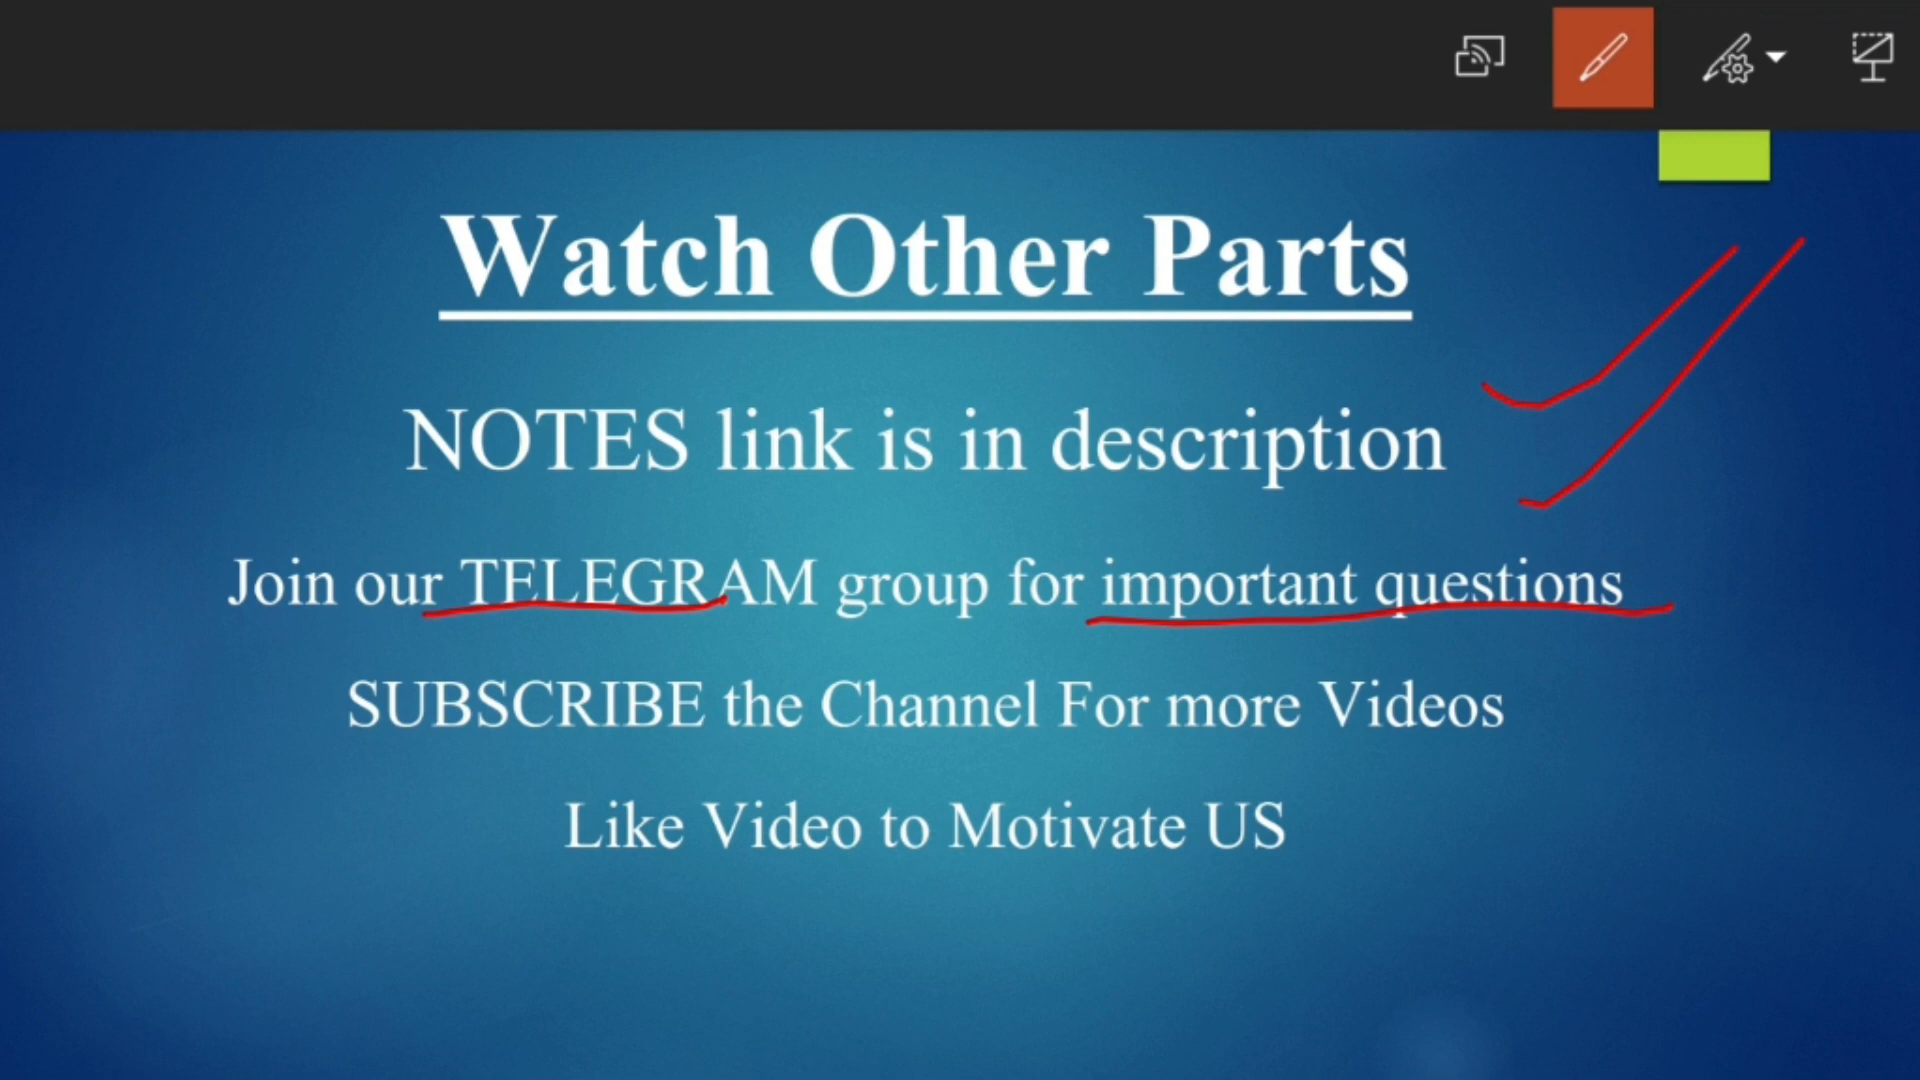 Watch Other Parts
NOTES link is in description
Join our TELEGRAM group for important questions
SUBSCRIBE the Channel For more Videos
Like Video to Motivate US